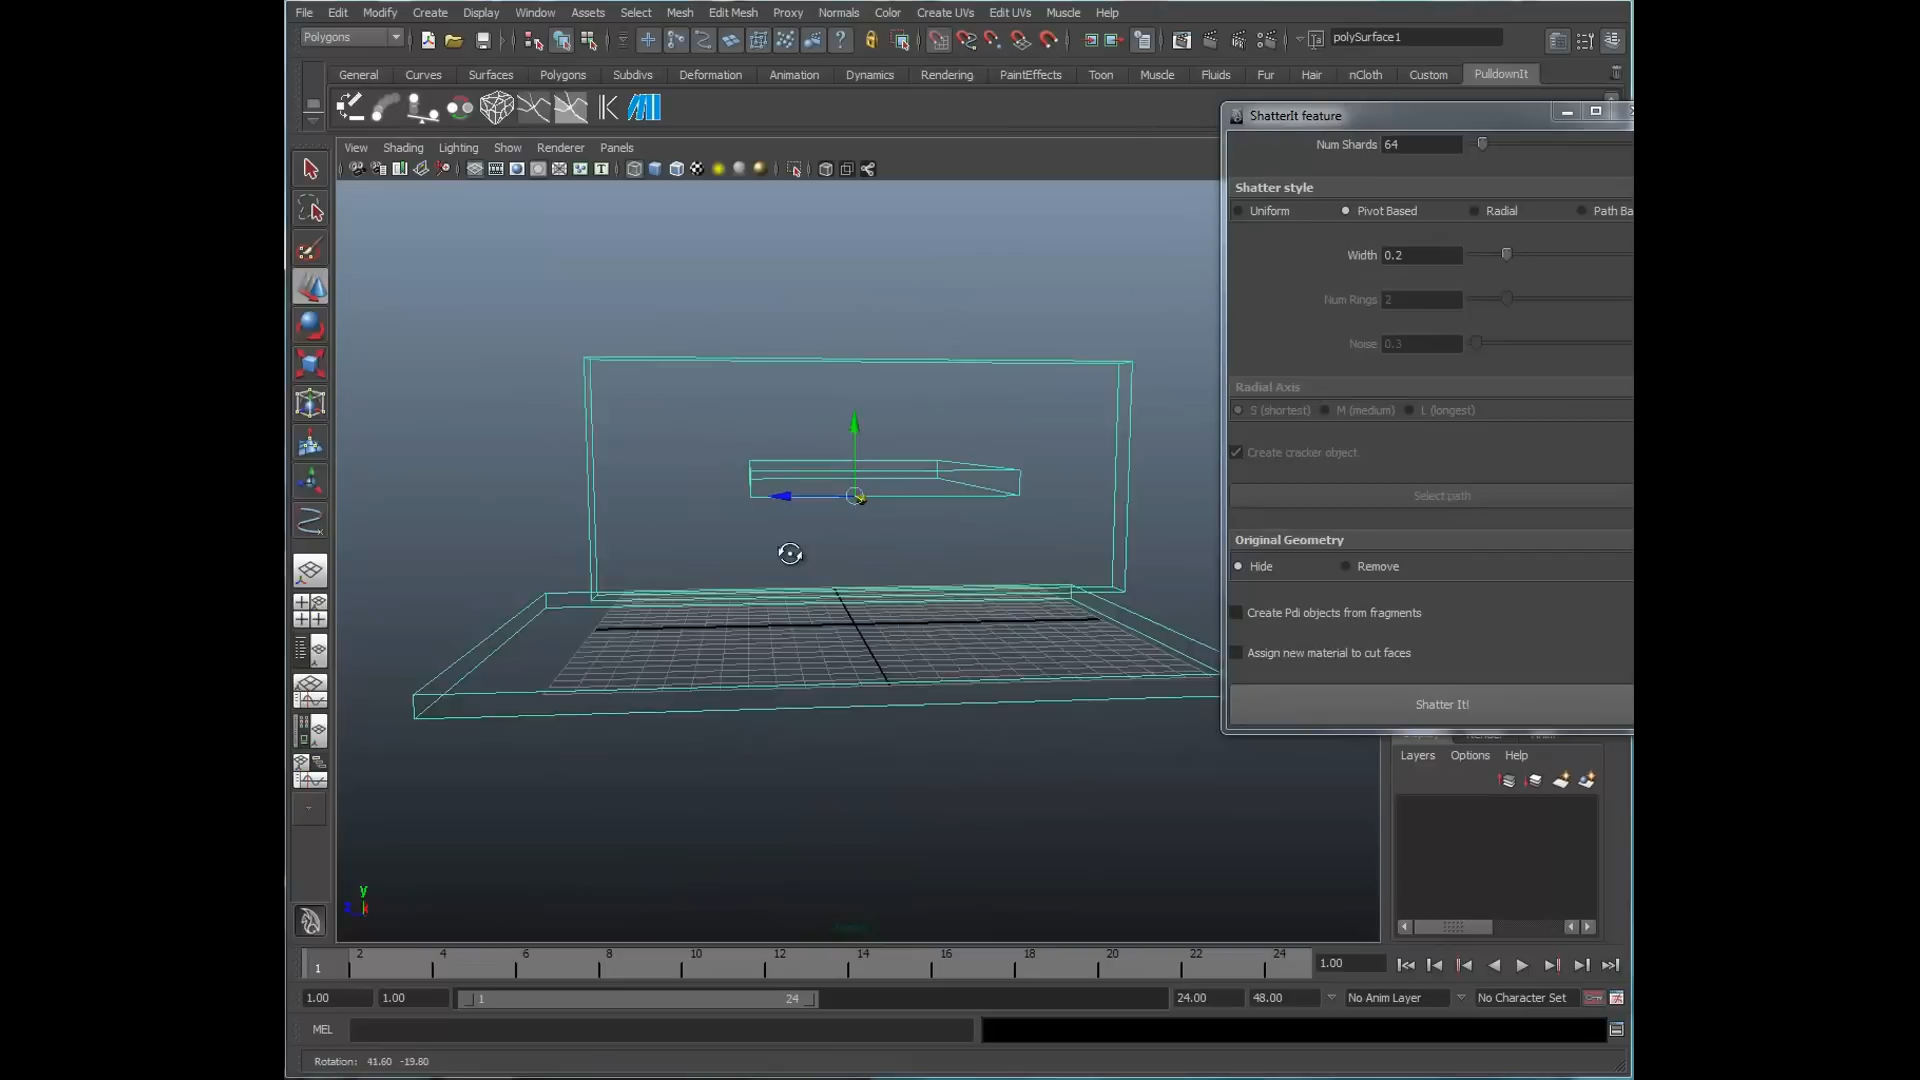 File Edit Modify Create Display Window Assets Select Mesh Edit Mesh Proxy Normals Color Create UVs Edit UVs Muscle Help
Polygons
polySurface1
General Curves Surfaces Polygons Subdivs Deformation Animation Dynamics Rendering PaintEffects Toon Muscle Fluids Fur Hair nCloth Custom PulldownIt
ShatterIt feature
View Shading Lighting Show Renderer Panels
Num Shards 64
Shatter style
Uniform Pivot Based Radial Path Ba
Width 0.2
Num Rings 2
Noise 0.3
Radial Axis
S (shortest) M (medium) L (longest)
Create cracker object.
Select path
Original Geometry
Hide Remove
Create Pdi objects from fragments
Assign new material to cut faces
Shatter It!
Layers Options Help
y
2 4 6 8 10 12 14 16 18 20 22 24
1 1.00
1.00 1.00 1 24 24.00 48.00 No Anim Layer No Character Set
MEL
Rotation: 41.60 -19.80